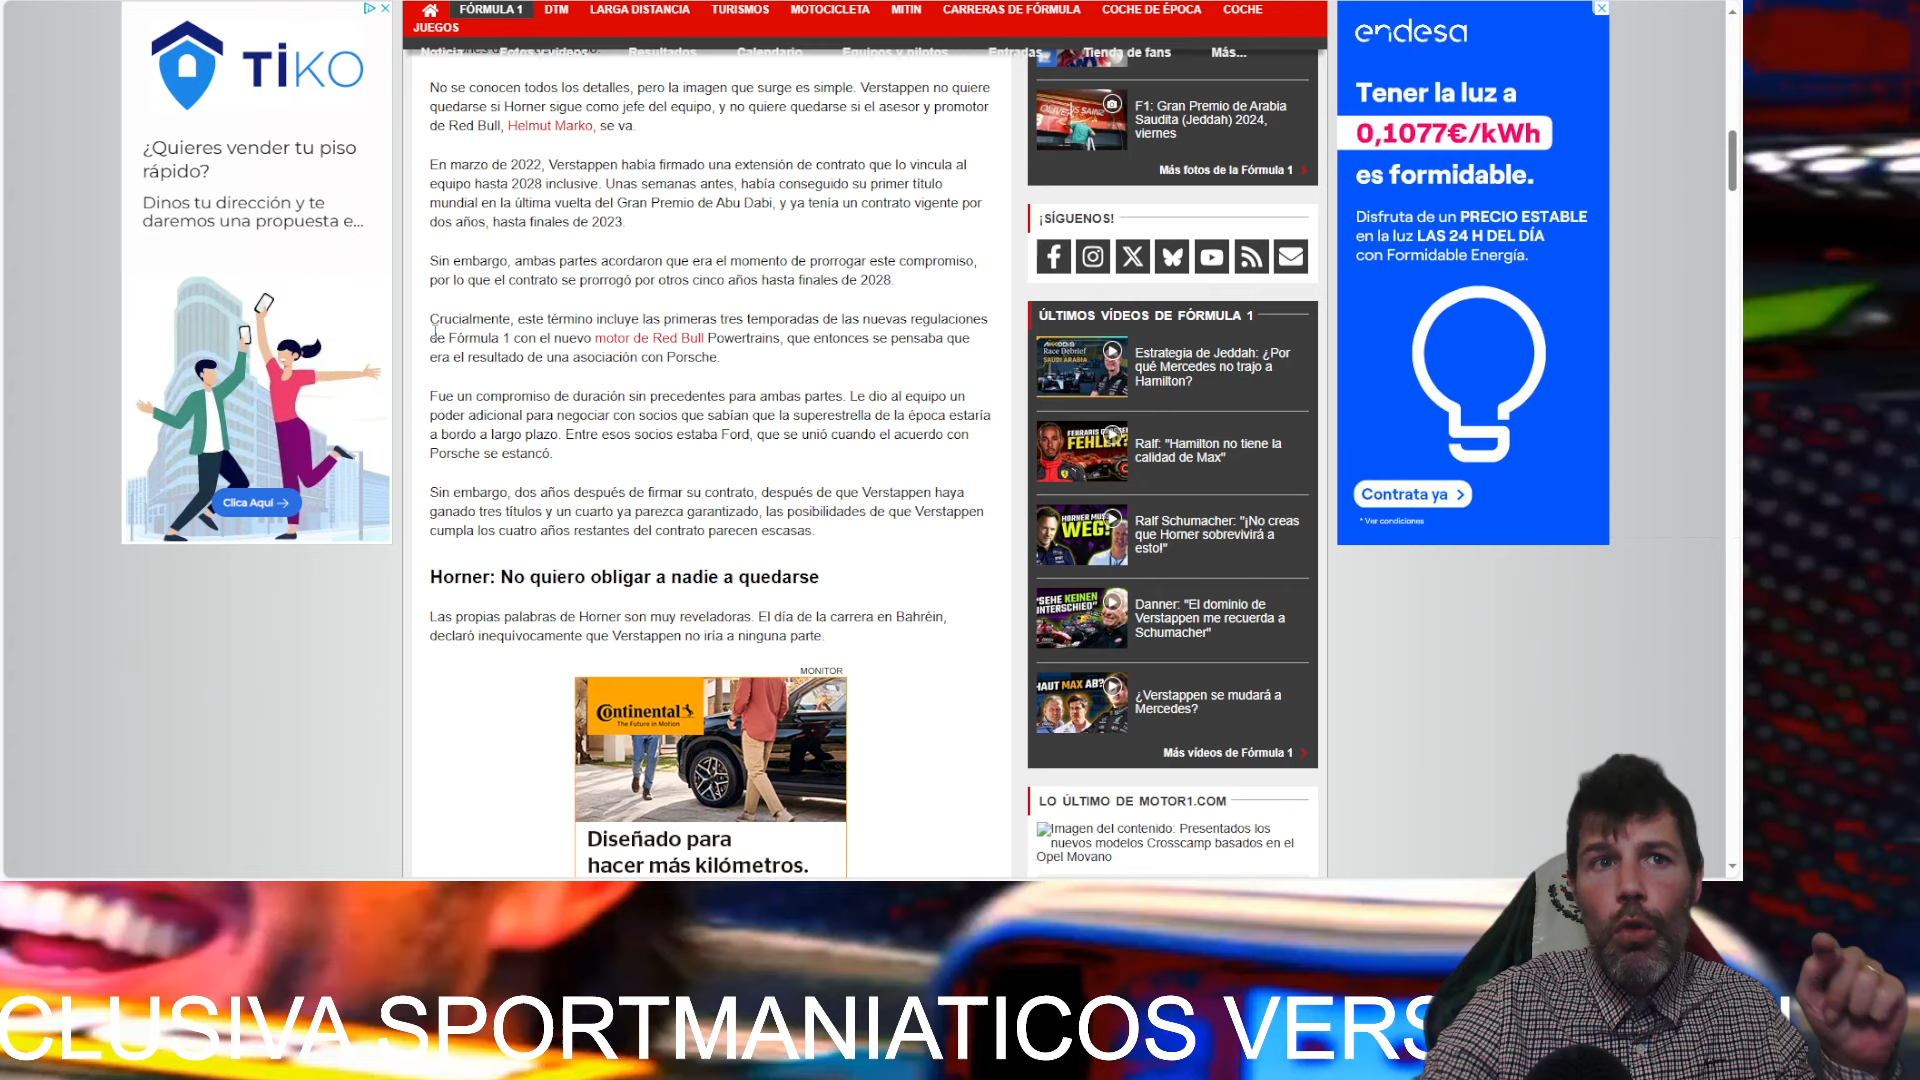 FÓRMULA 1
DTM
LARGA DISTANCIA
TURISMOS
MOTOCICLETA
MITIN
CARRERAS DE FÓRMULA
COCHE DE ÉPOCA
COCHE
JUEGOS
Fotos y vídeos
Resultados
Calendario
Equipos y pilotos
Entradas
Tienda de fans
Más...
TiKO
¿Quieres vender tu piso
rápido?
Dinos tu dirección y te
daremos una propuesta e...
Clica Aquí →
No se conocen todos los detalles, pero la imagen que surge es simple. Verstappen no quiere
quedarse si Horner sigue como jefe del equipo, y no quiere quedarse si el asesor y promotor
de Red Bull, Helmut Marko, se va.
En marzo de 2022, Verstappen había firmado una extensión de contrato que lo vincula al
equipo hasta 2028 inclusive. Unas semanas antes, había conseguido su primer título
mundial en la última vuelta del Gran Premio de Abu Dabi, y ya tenía un contrato vigente por
dos años, hasta finales de 2023.
Sin embargo, ambas partes acordaron que era el momento de prorrogar este compromiso,
por lo que el contrato se prorrogó por otros cinco años hasta finales de 2028.
Crucialmente, este término incluye las primeras tres temporadas de las nuevas regulaciones
de Fórmula 1 con el nuevo motor de Red Bull Powertrains, que entonces se pensaba que
era el resultado de una asociación con Porsche.
Fue un compromiso de duración sin precedentes para ambas partes. Le dio al equipo un
poder adicional para negociar con socios que sabían que la superestrella de la época estaría
a bordo a largo plazo. Entre esos socios estaba Ford, que se unió cuando el acuerdo con
Porsche se estancó.
Sin embargo, dos años después de firmar su contrato, después de que Verstappen haya
ganado tres títulos y un cuarto ya parezca garantizado, las posibilidades de que Verstappen
cumpla los cuatro años restantes del contrato parecen escasas.
Horner: No quiero obligar a nadie a quedarse
Las propias palabras de Horner son muy reveladoras. El día de la carrera en Bahréin,
declaró inequívocamente que Verstappen no iría a ninguna parte.
MONITOR
Continental
The Future in Motion
Diseñado para
hacer más kilómetros.
F1: Gran Premio de Arabia
Saudita (Jeddah) 2024,
viernes
Más fotos de la Fórmula 1
¡SÍGUENOS!
ÚLTIMOS VÍDEOS DE FÓRMULA 1
Race Debrief
SAUDI ARABIA
Estrategia de Jeddah: ¿Por
qué Mercedes no trajo a
Hamilton?
FEHLER?
Ralf: "Hamilton no tiene la
calidad de Max"
HORNER MUSS
WEG!
Ralf Schumacher: "¡No creas
que Horner sobrevivirá a
esto!"
"SEHE KEINEN
UNTERSCHIED"
Danner: "El dominio de
Verstappen me recuerda a
Schumacher"
HAUT MAX AB?
¿Verstappen se mudará a
Mercedes?
Más vídeos de Fórmula 1
LO ÚLTIMO DE MOTOR1.COM
Imagen del contenido: Presentados los
nuevos modelos Crosscamp basados en el
Opel Movano
endesa
Tener la luz a
0,1077€/kWh
es formidable.
Disfruta de un PRECIO ESTABLE
en la luz LAS 24 H DEL DÍA
con Formidable Energía.
Contrata ya >
* Ver condiciones
CLUSIVA SPORTMANIATICOS VERS